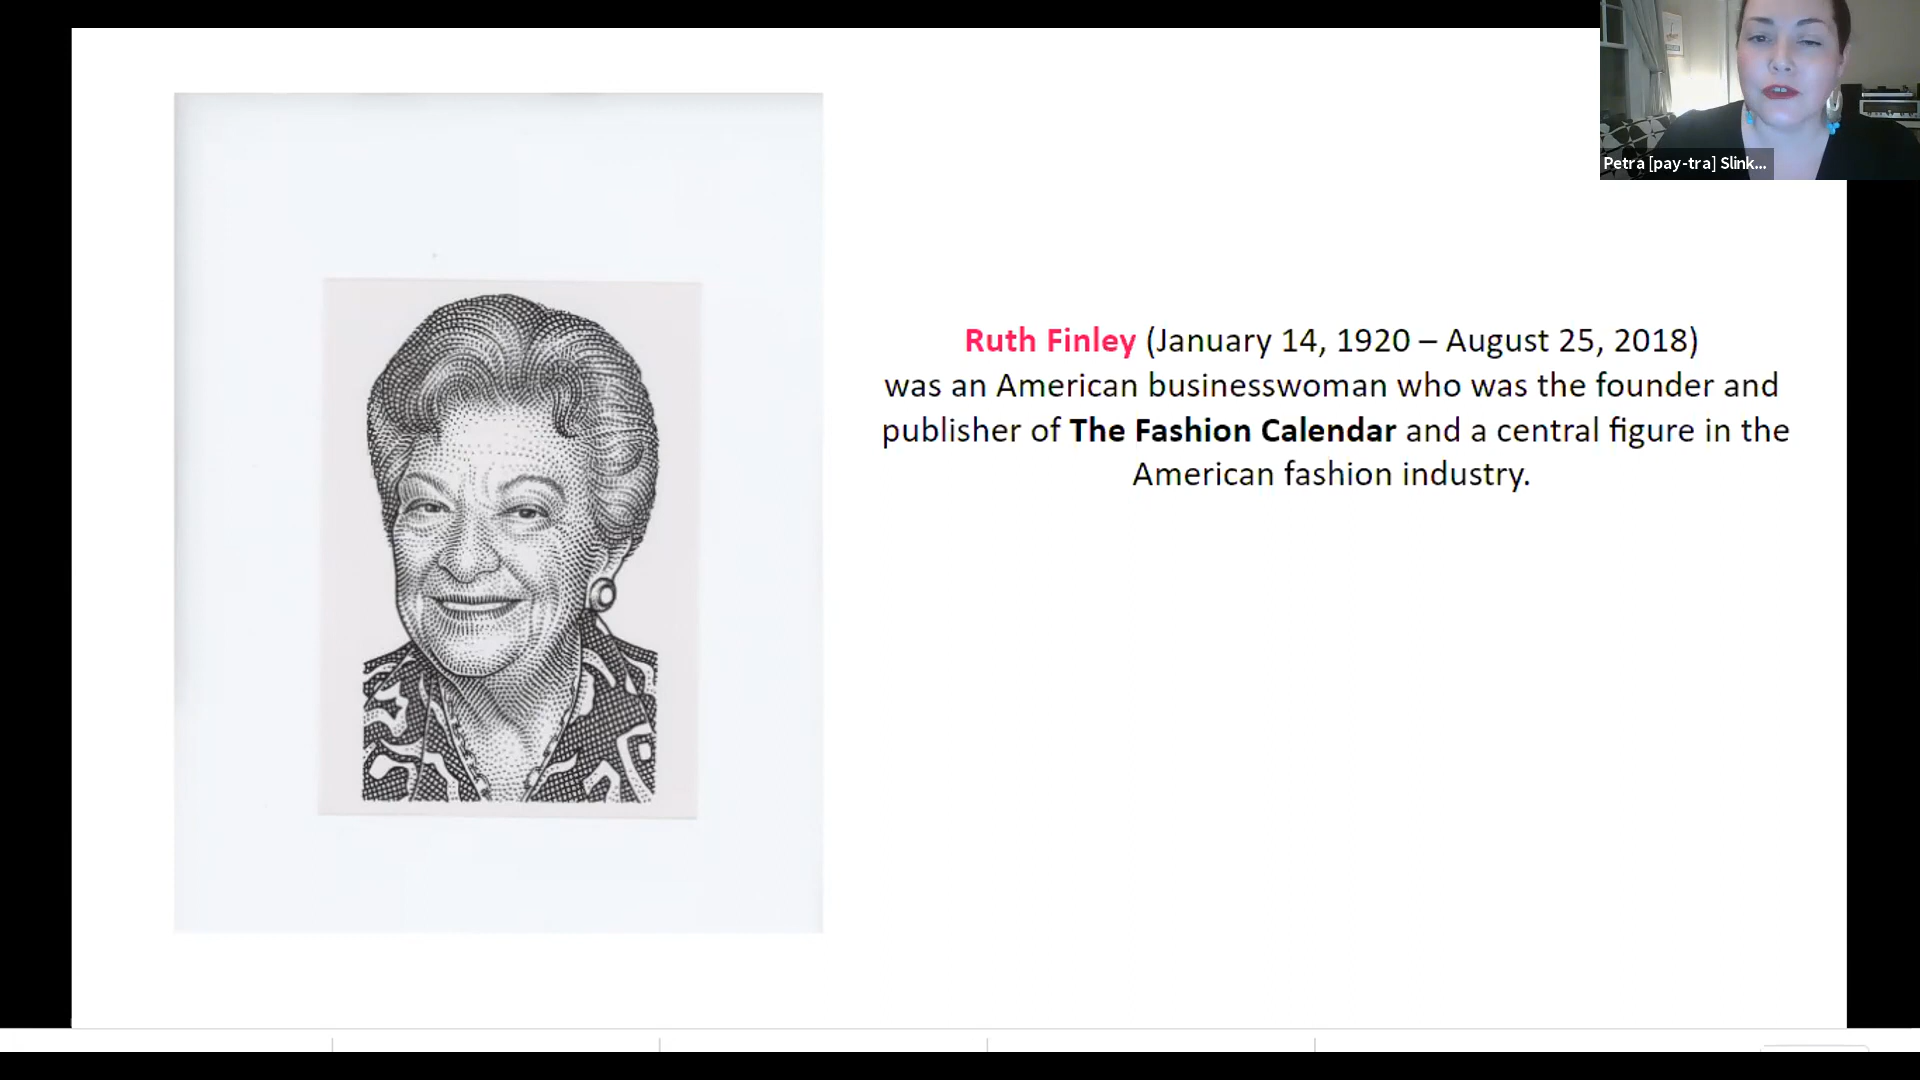 Petra [pay-tra] Slink...
Ruth Finley (January 14, 1920 – August 25, 2018)
was an American businesswoman who was the founder and
publisher of The Fashion Calendar and a central figure in the
American fashion industry.